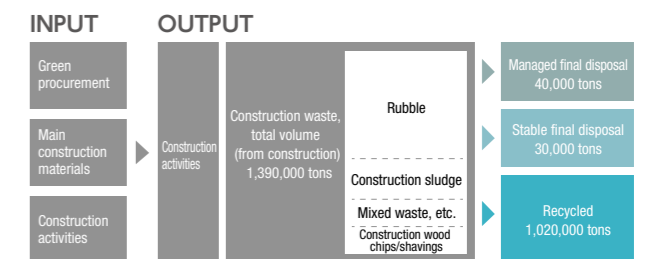 INPUT
OUTPUT
Green
procurement
Main
construction
materials
Construction
activities
Construction
activities
Construction waste,
total volume
(from construction)
1,390,000 tons
Rubble
Construction sludge
Mixed waste, etc.
Construction wood
chips/shavings
Managed final disposal
40,000 tons
Stable final disposal
30,000 tons
Recycled
1,020,000 tons